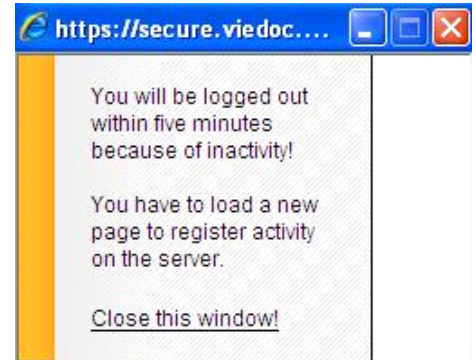 https://secure.viedoc....
You will be logged out
within five minutes
because of inactivity!
You have to load a new
page to register activity
on the server.
Close this window!